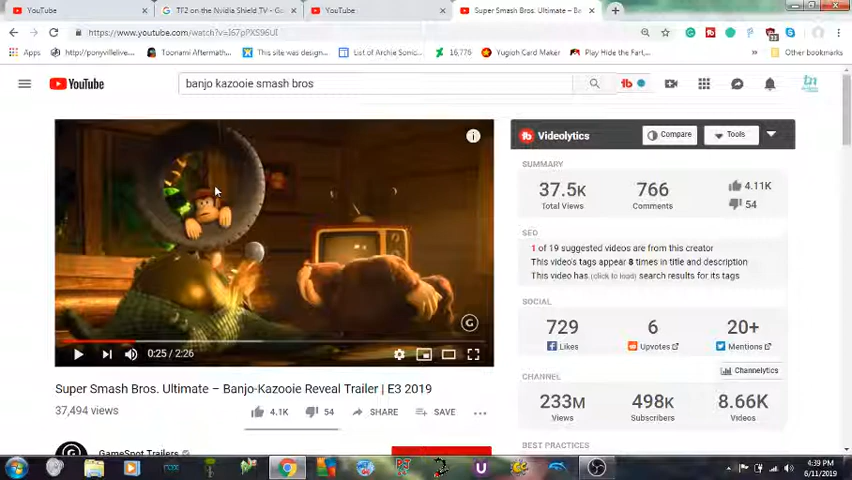 YouTube
TF2 on the Nvidia Shield TV - Go
YouTube
Super Smash Bros. Ultimate – Ba
https://www.youtube.com/watch?v=J67pPXS96UI
Apps
http://ponyvillelive...
Toonami Aftermath...
This site was design...
List of Archie Sonic...
16,776
Yugioh Card Maker
Play Hide the Fart...
Other bookmarks
YouTube
banjo kazooie smash bros
Videolytics
Compare
Tools
SUMMARY
37.5K 766 4.11K
Total Views Comments 54
SEO
1 of 19 suggested videos are from this creator
This video's tags appear 8 times in title and description
This video has (click to load) search results for its tags
SOCIAL
729 6 20+
Likes Upvotes Mentions
Channelytics
CHANNEL
233M 498K 8.66K
Views Subscribers Videos
BEST PRACTICES
0:25 / 2:26
Super Smash Bros. Ultimate – Banjo-Kazooie Reveal Trailer | E3 2019
37,494 views
4.1K 54 SHARE SAVE
GameSpot Trailers
4:39 PM
6/11/2019